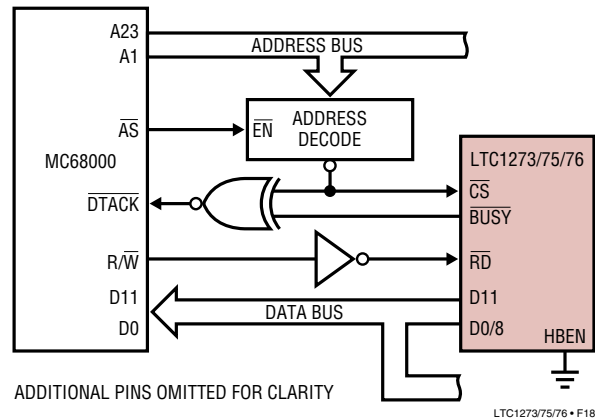 A23
A1
ADDRESS BUS
AS
EN
ADDRESS
DECODE
MC68000
LTC1273/75/76
DTACK
CS
BUSY
R/W
RD
D11
D0
DATA BUS
D11
D0/8
HBEN
ADDITIONAL PINS OMITTED FOR CLARITY
LTC1273/75/76 • F18